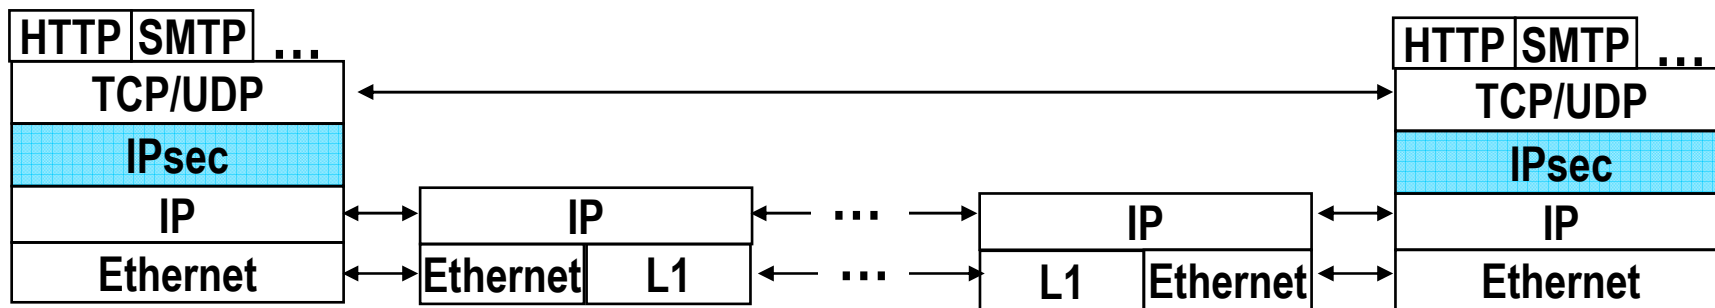 HTTP SMTP ...
TCP/UDP
IPsec
IP
Ethernet
IP
Ethernet L1
...
...
IP
L1 Ethernet
HTTP SMTP ...
TCP/UDP
IPsec
IP
Ethernet